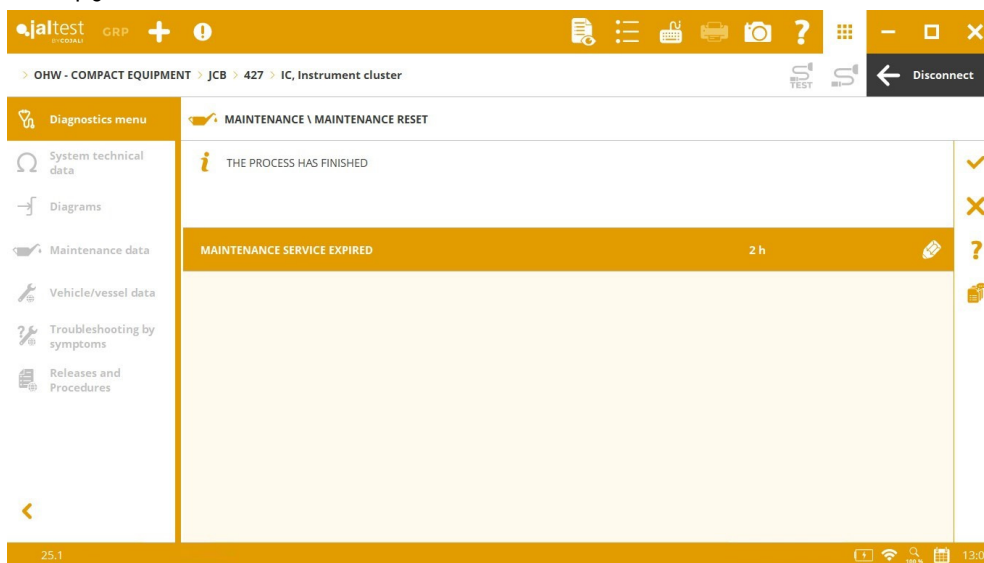 jaltest GRP
BY COJALI
> OHW - COMPACT EQUIPMENT > JCB > 427 > IC, Instrument cluster
TEST
Disconnect
Diagnostics menu
MAINTENANCE \ MAINTENANCE RESET
System technical
data
THE PROCESS HAS FINISHED
Diagrams
Maintenance data
MAINTENANCE SERVICE EXPIRED 2 h
Vehicle/vessel data
Troubleshooting by
symptoms
Releases and
Procedures
25.1
100 %
13:0